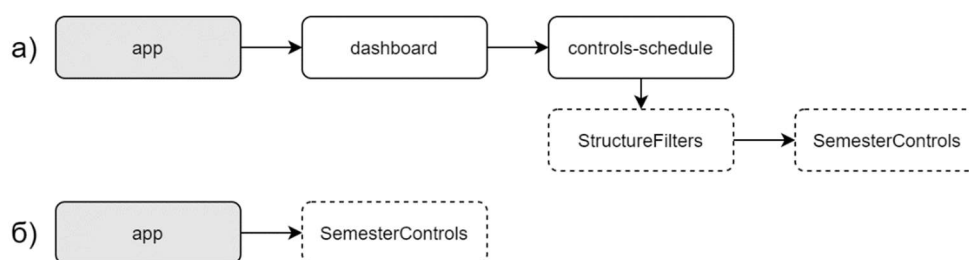 а) app dashboard controls-schedule
StructureFilters SemesterControls
б) app SemesterControls